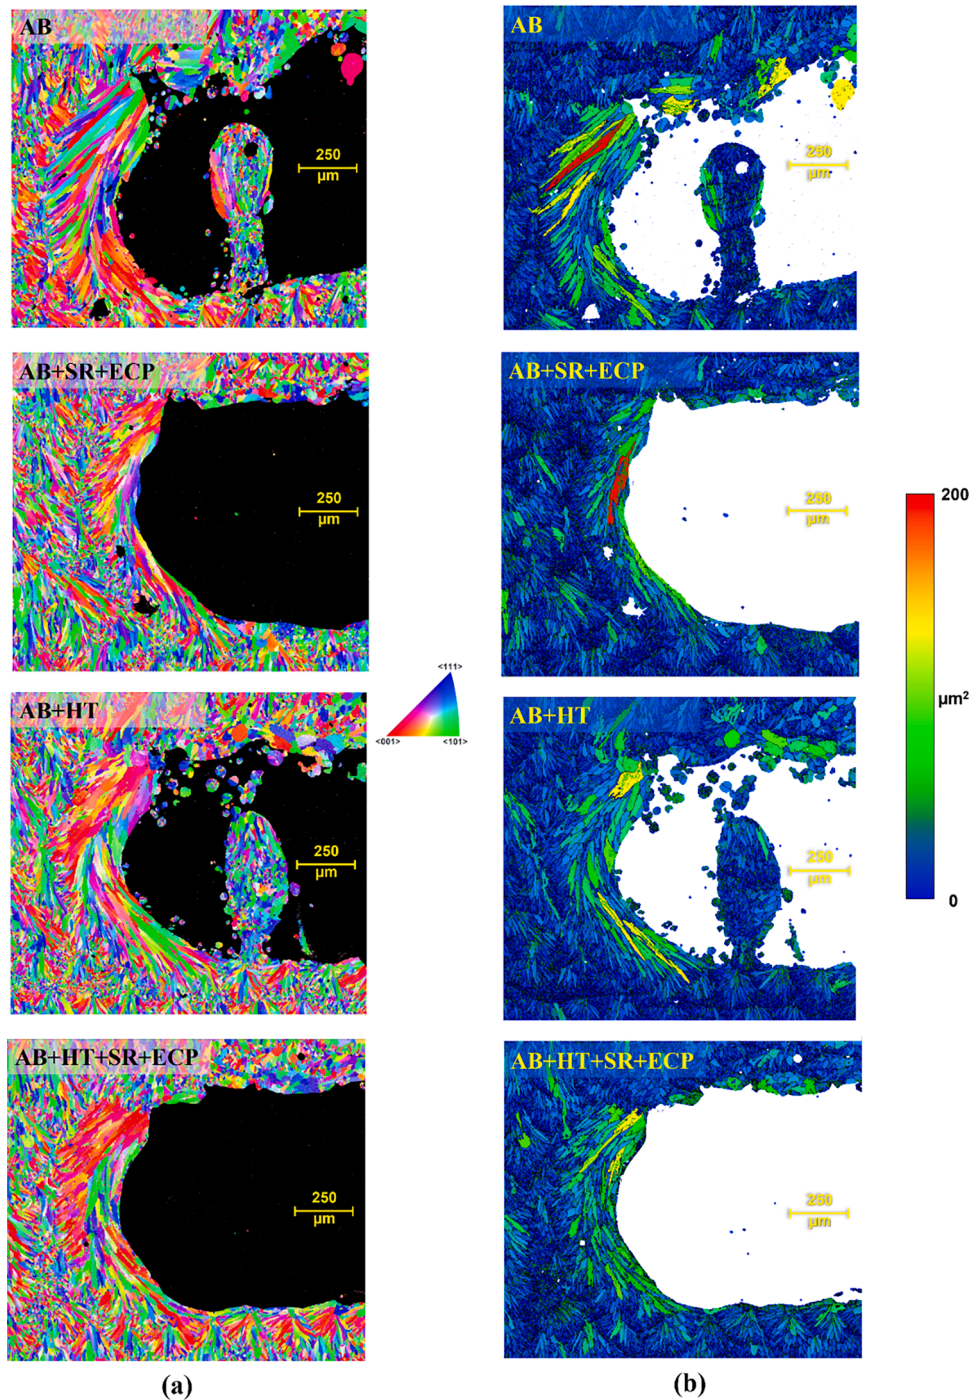 AB
250
µm
AB
250
µm
AB+SR+ECP
250
µm
AB+SR+ECP
250
µm
200
µm²
0
<111>
<001>
<101>
AB+HT
250
µm
AB+HT
250
µm
AB+HT+SR+ECP
250
µm
AB+HT+SR+ECP
250
µm
(a)
(b)